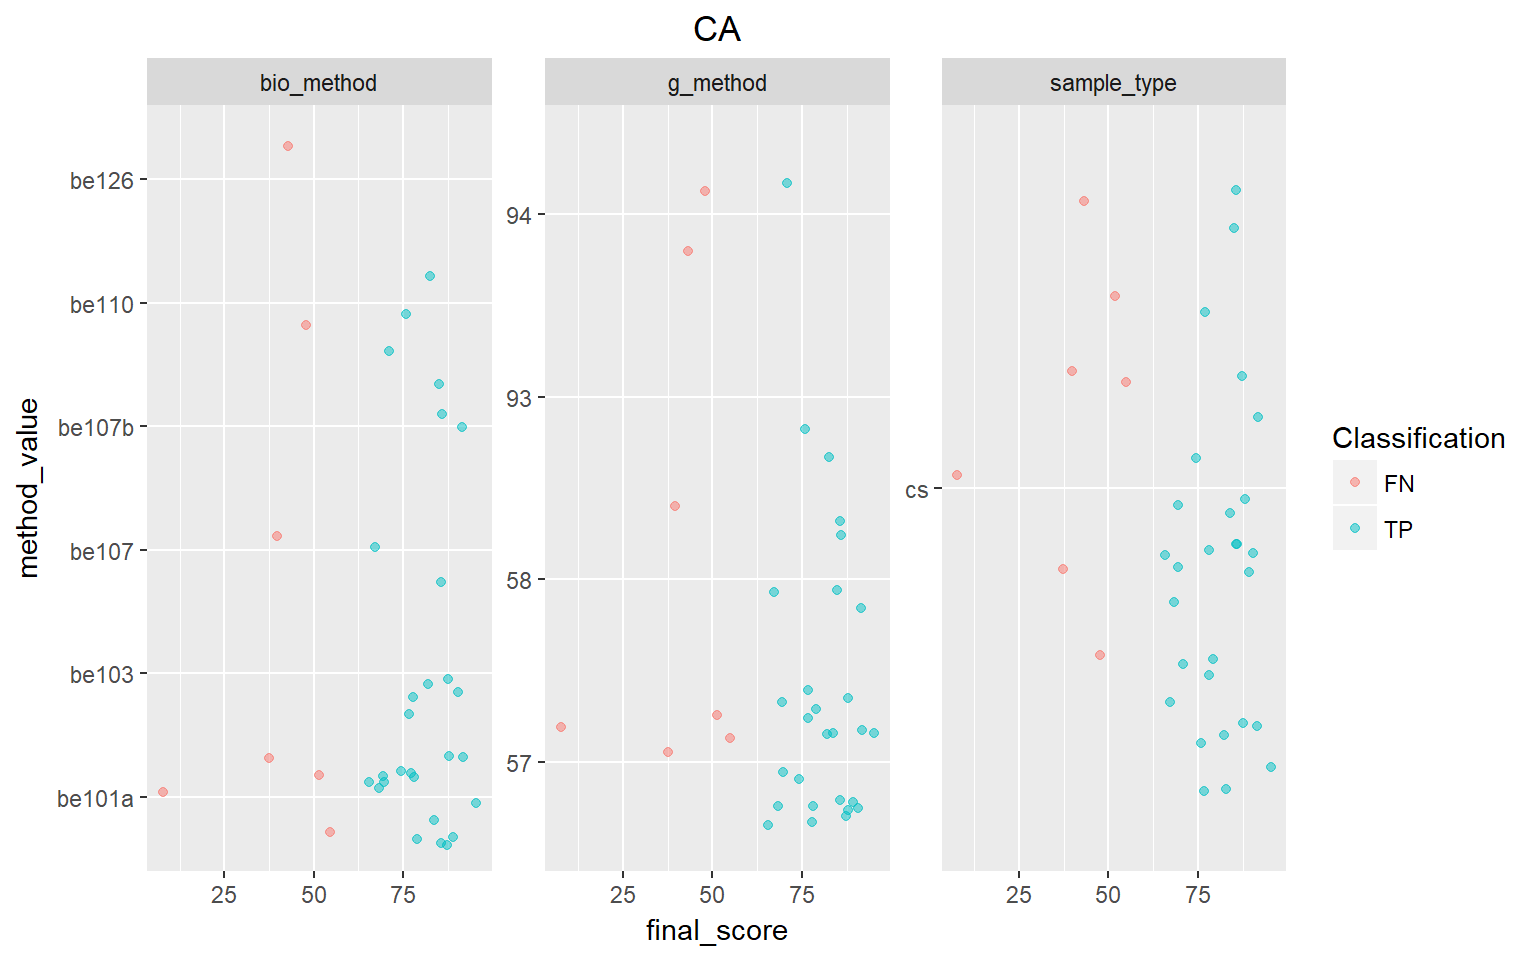 CA
bio_method
g_method
sample_type
method_value
be126
be110
be107b
be107
be103
be101a
94
93
58
57
cs
25 50 75
25 50 75
25 50 75
final_score
Classification
FN
TP